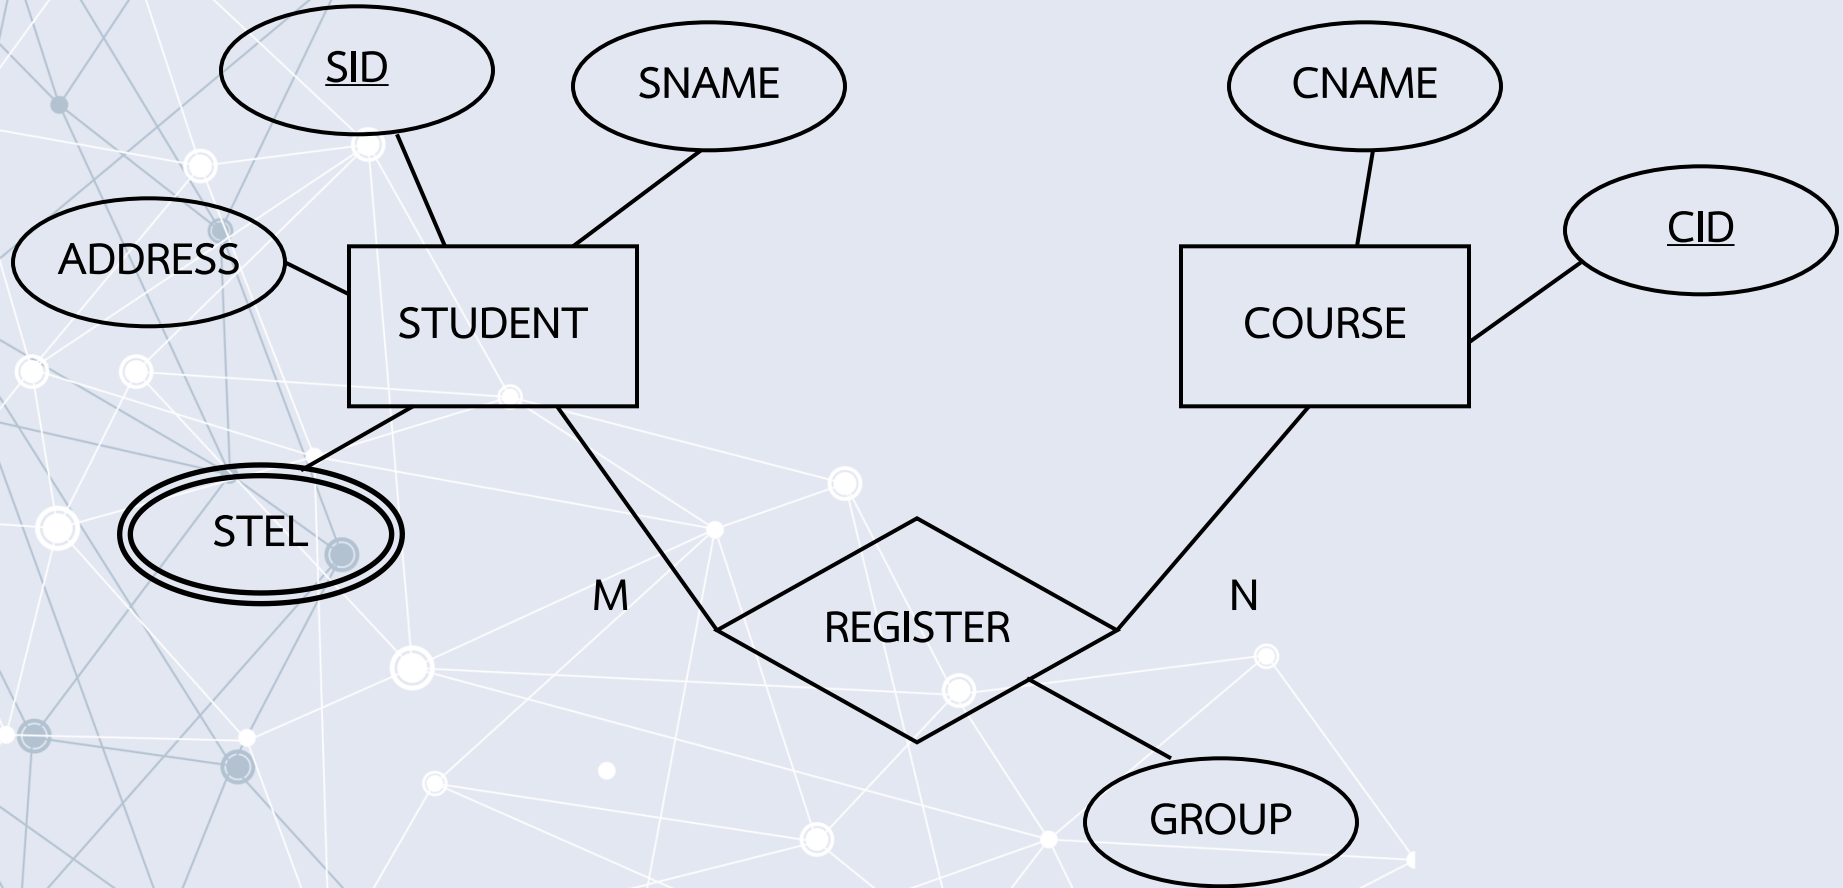 SID
SNAME
CNAME
CID
ADDRESS
STUDENT
COURSE
STEL
M
REGISTER
N
GROUP